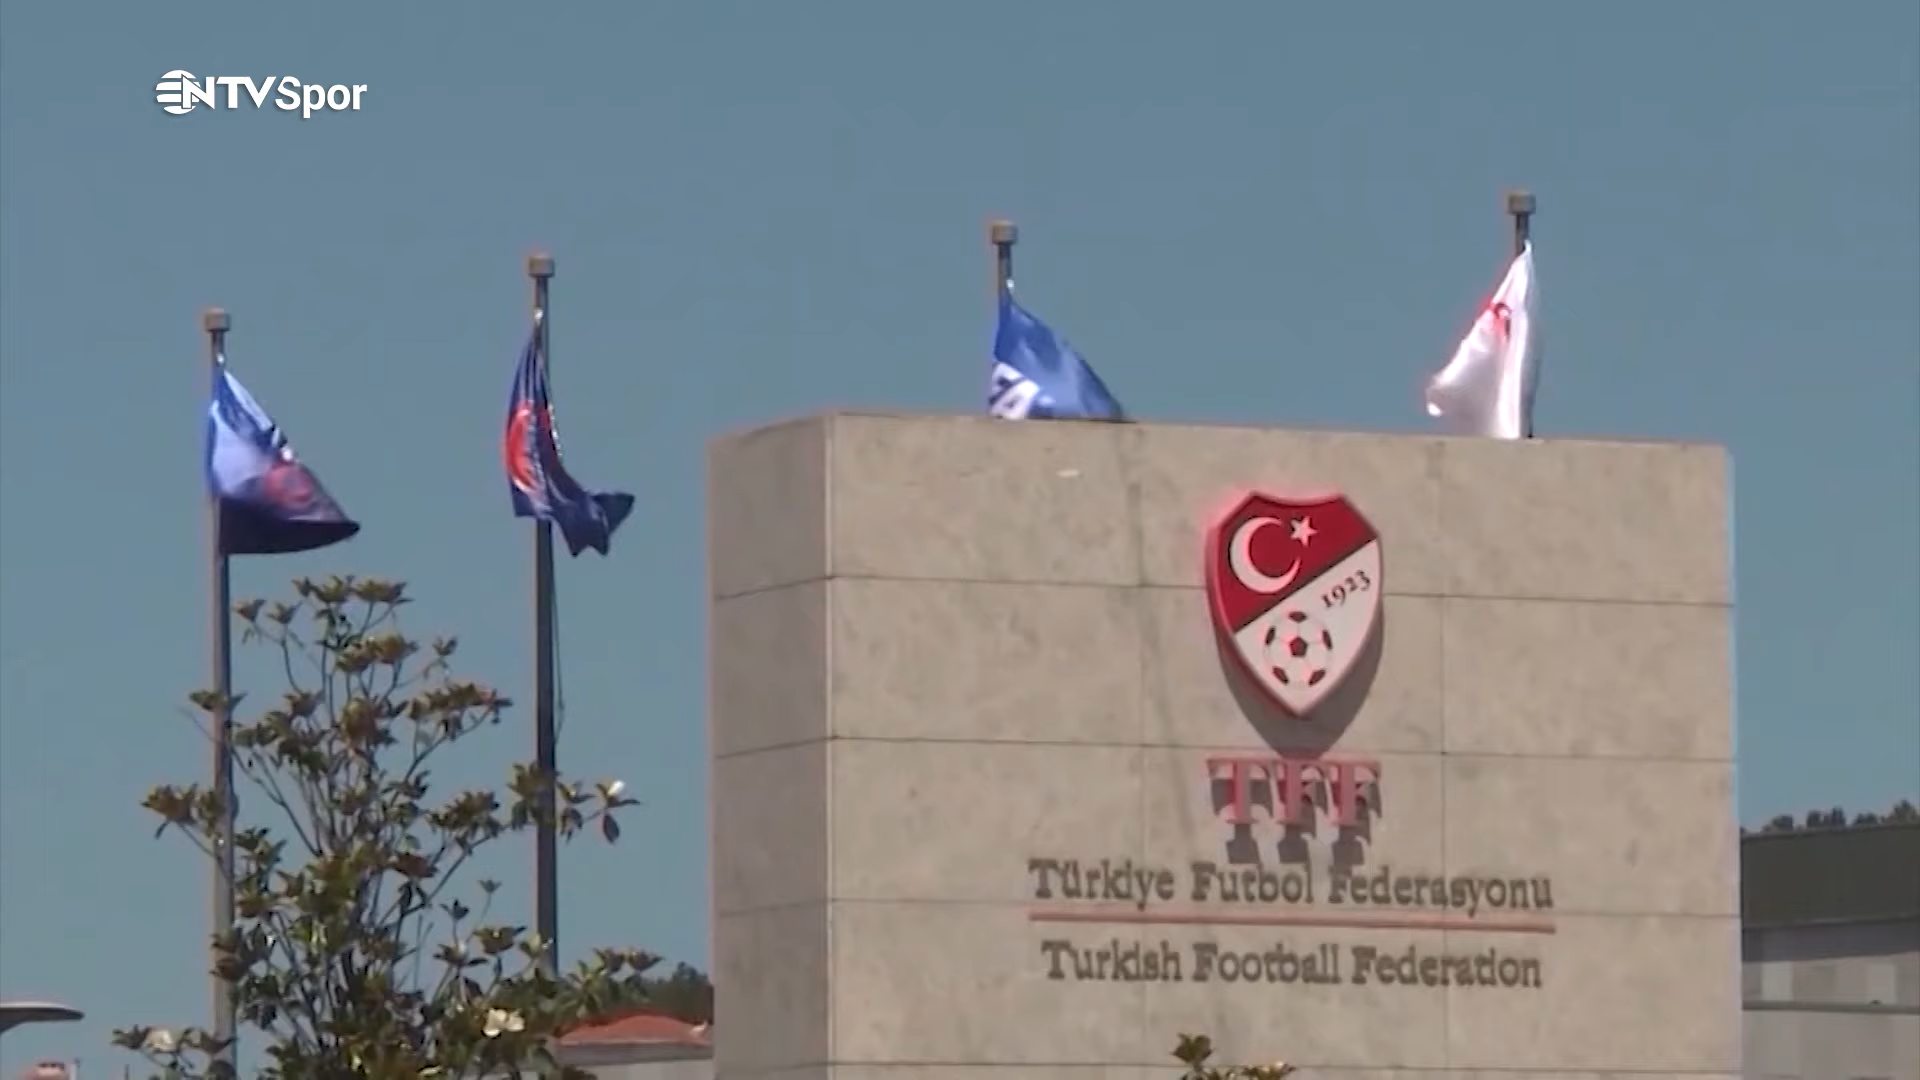 NTVSpor
1923
TFF
Türkiye Futbol Federasyonu
Turkish Football Federation